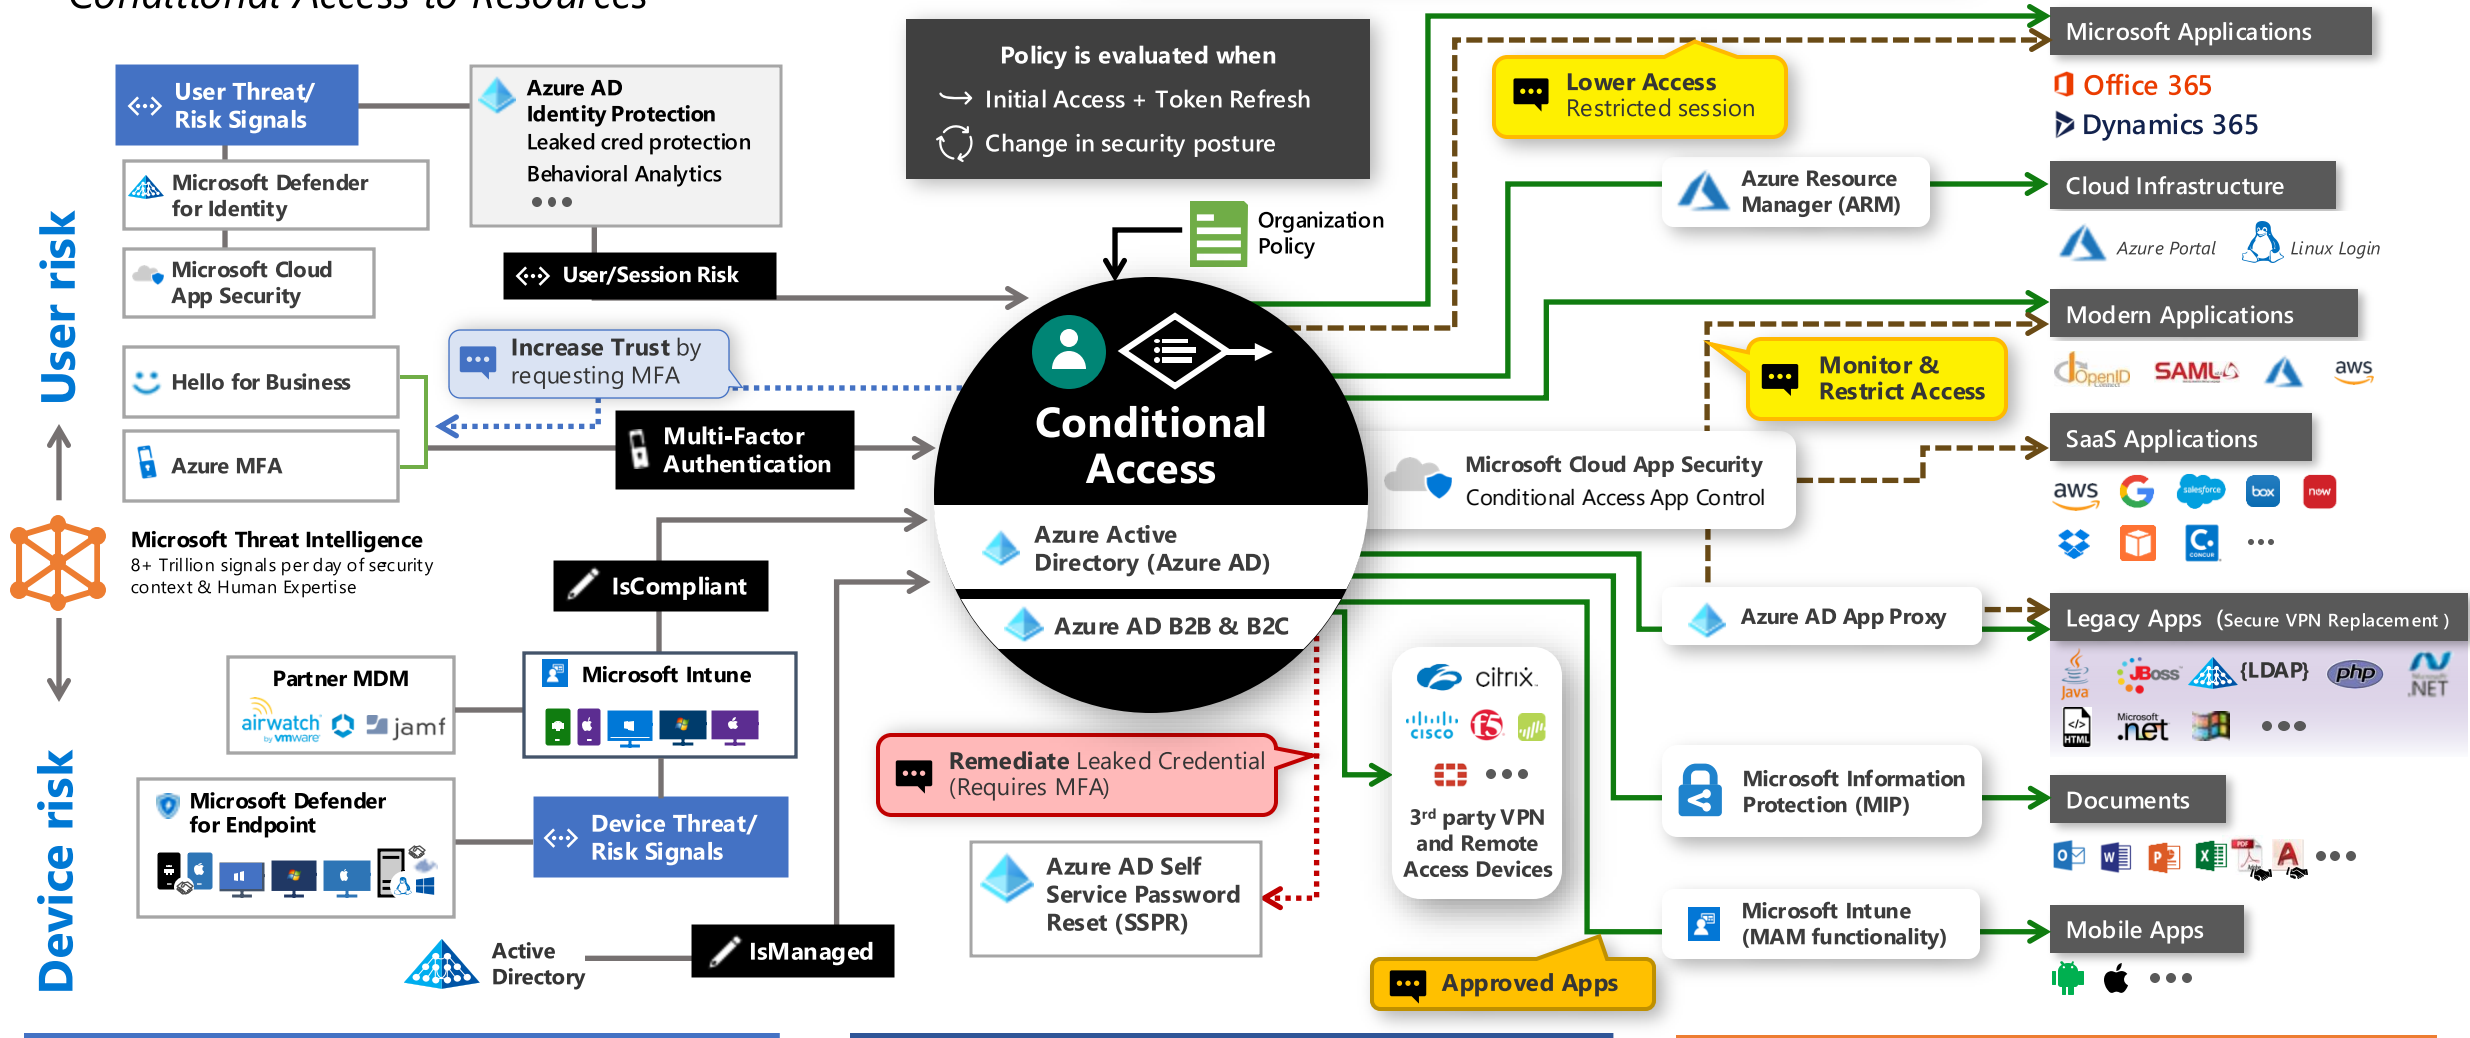 Conditional Access to Resources
User risk
Device risk
User Threat/
Risk Signals
Microsoft Defender
for Identity
Microsoft Cloud
App Security
Azure AD
Identity Protection
Leaked cred protection
Behavioral Analytics
User/Session Risk
Hello for Business
Azure MFA
Increase Trust by
requesting MFA
Multi-Factor
Authentication
Microsoft Threat Intelligence
8+ Trillion signals per day of security
context & Human Expertise
IsCompliant
Partner MDM
airwatch
by vmware
jamf
Microsoft Intune
Microsoft Defender
for Endpoint
Device Threat/
Risk Signals
Active
Directory
IsManaged
Policy is evaluated when
Initial Access + Token Refresh
Change in security posture
Organization
Policy
Conditional
Access
Azure Active
Directory (Azure AD)
Azure AD B2B & B2C
Remediate Leaked Credential
(Requires MFA)
Azure AD Self
Service Password
Reset (SSPR)
citrix
CISCO
f5
3rd party VPN
and Remote
Access Devices
Approved Apps
Lower Access
Restricted session
Azure Resource
Manager (ARM)
Monitor &
Restrict Access
Microsoft Cloud App Security
Conditional Access App Control
Azure AD App Proxy
Microsoft Information
Protection (MIP)
Microsoft Intune
(MAM functionality)
Microsoft Applications
Office 365
Dynamics 365
Cloud Infrastructure
Azure Portal
Linux Login
Modern Applications
OpenID
SAML
aws
SaaS Applications
aws
salesforce
box
now
CONCUR
Legacy Apps (Secure VPN Replacement )
Java
JBoss
{LDAP}
php
Microsoft
.NET
HTML
Microsoft
.net
Documents
PDF
Adobe
Mobile Apps